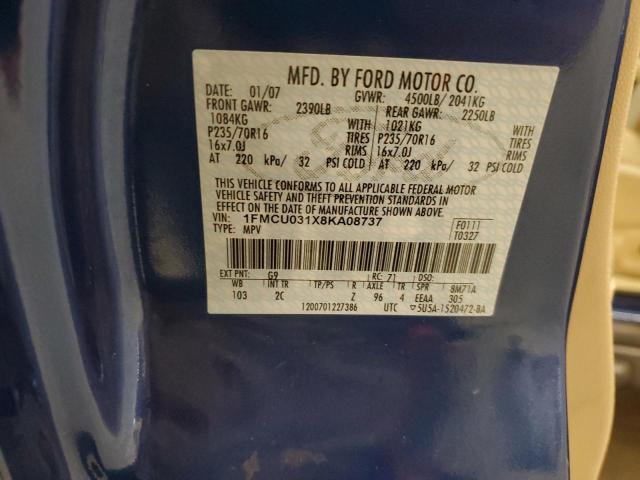 MFD. BY FORD MOTOR CO.
DATE: 01/07 GVWR: 4500LB/ 2041KG
FRONT GAWR: 2390LB REAR GAWR: 2250LB
1084KG WITH 1021KG WITH
P235/70R16 TIRES P235/70R16 TIRES
16x7.0J RIMS 16x7.0J RIMS
AT 220 kPa/ 32 PSI COLD AT 220 kPa/ 32 PSI COLD
THIS VEHICLE CONFORMS TO ALL APPLICABLE FEDERAL MOTOR
VEHICLE SAFETY AND THEFT PREVENTION STANDARDS IN
EFFECT ON THE DATE OF MANUFACTURE SHOWN ABOVE.
VIN: 1FMCU031X8KA08737 F0111
TYPE: MPV T0327
EXT PNT: G9 RC: 71 DSO:
WB INT TR TP/PS R AXLE TR SPR 8M71A
103 2C Z 96 4 EEAA 305
1200701227386 UTC ▽5U5A-1520472-BA